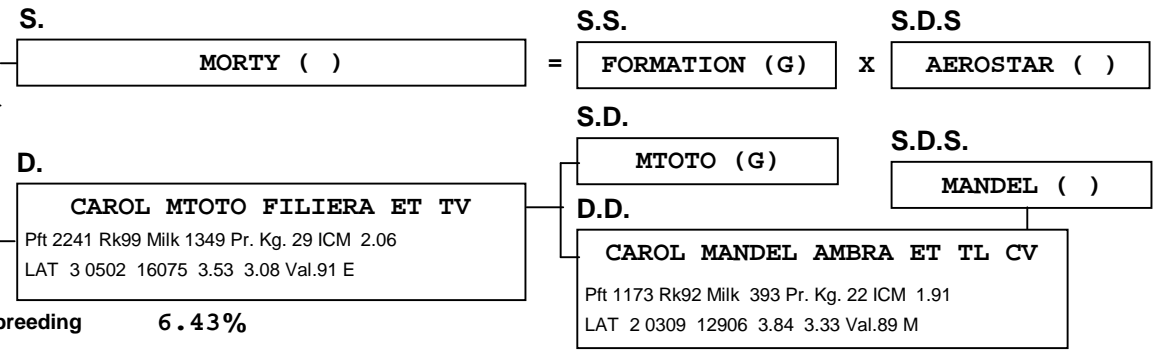 S.
MORTY ( )
=
S.S.
FORMATION (G)
X
S.D.S
AEROSTAR ( )
D.
CAROL MTOTO FILIERA ET TV
Pft 2241 Rk99 Milk 1349 Pr. Kg. 29 ICM 2.06
LAT 3 0502 16075 3.53 3.08 Val.91 E
S.D.
MTOTO (G)
S.D.S.
MANDEL ( )
D.D.
CAROL MANDEL AMBRA ET TL CV
Pft 1173 Rk92 Milk 393 Pr. Kg. 22 ICM 1.91
LAT 2 0309 12906 3.84 3.33 Val.89 M
breeding 6.43%